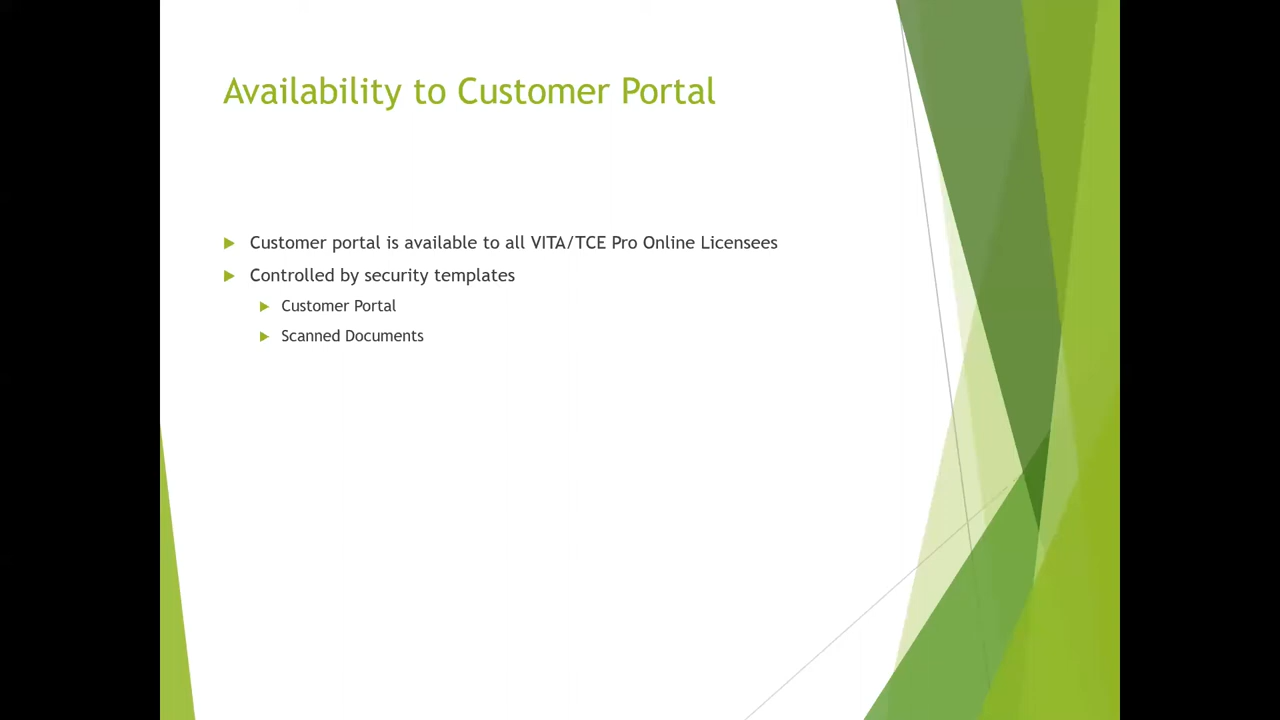 Availability to Customer Portal
Customer portal is available to all VITA/TCE Pro Online Licensees
Controlled by security templates
Customer Portal
Scanned Documents